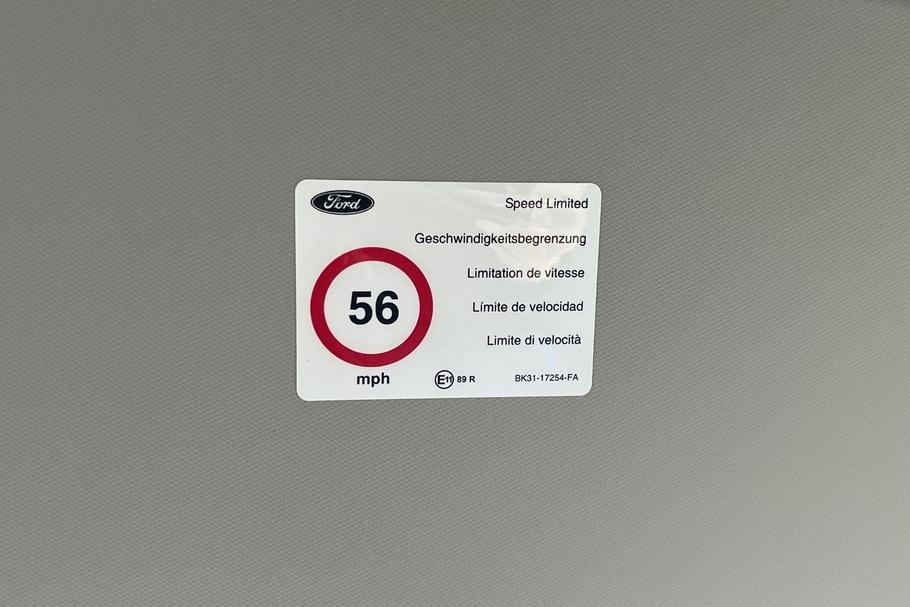 Ford
Speed Limited
Geschwindigkeitsbegrenzung
Limitation de vitesse
56
Límite de velocidad
Limite di velocità
mph
E11 89 R
BK31-17254-FA